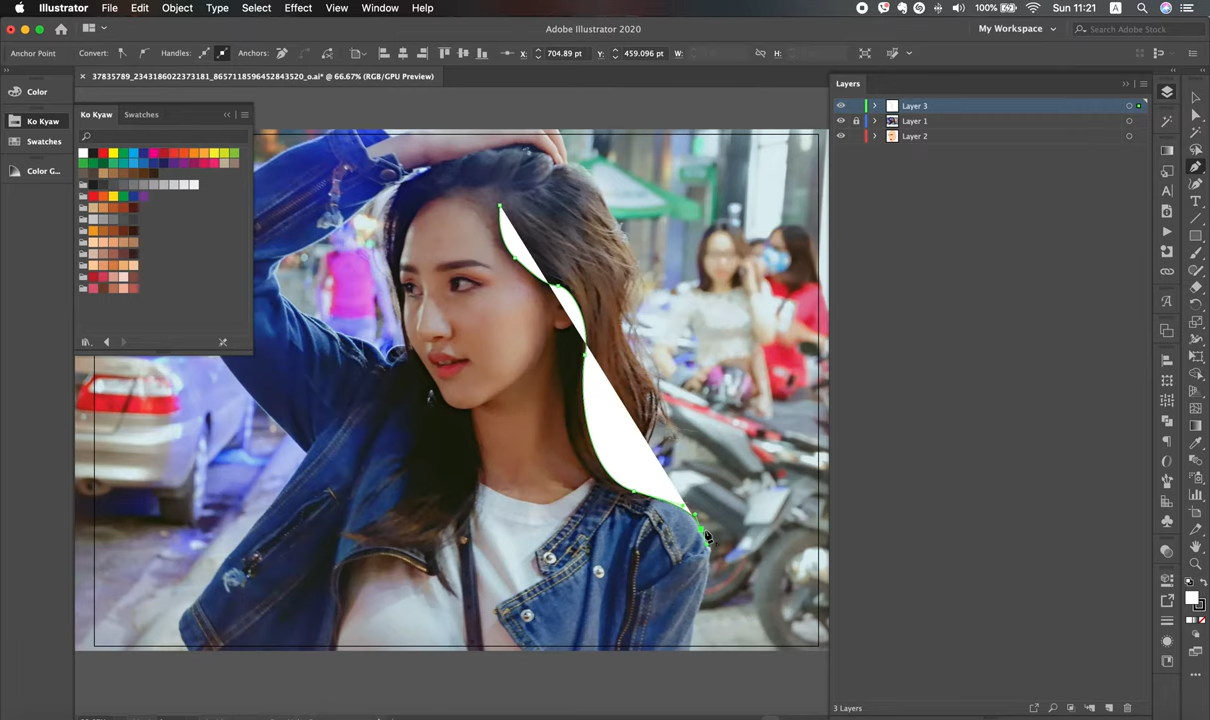 Illustrator File Edit Object Type Select Effect View Window Help
100% Sun 11:21
Adobe Illustrator 2020
My Workspace
Search Adobe Stock
Anchor Point Convert: Handles: Anchors: X: 704.89 pt Y: 459.096 pt W: H:
37835789_2343186022373181_8657118596452843520_o.ai* @ 66.67% (RGB/GPU Preview)
Color
Ko Kyaw
Swatches
Color G...
Ko Kyaw Swatches
Layers
Layer 3
Layer 1
Layer 2
3 Layers